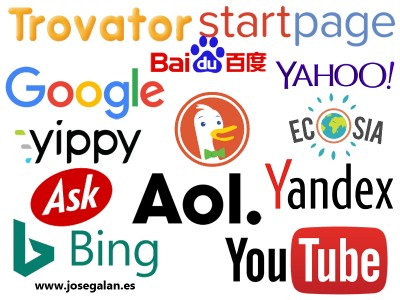 Trovator
startpage
Bai du 百度
Google
YAHOO!
ECOSIA
yippy
Ask
Aol.
Yandex
Bing
YouTube
www.josegalan.es